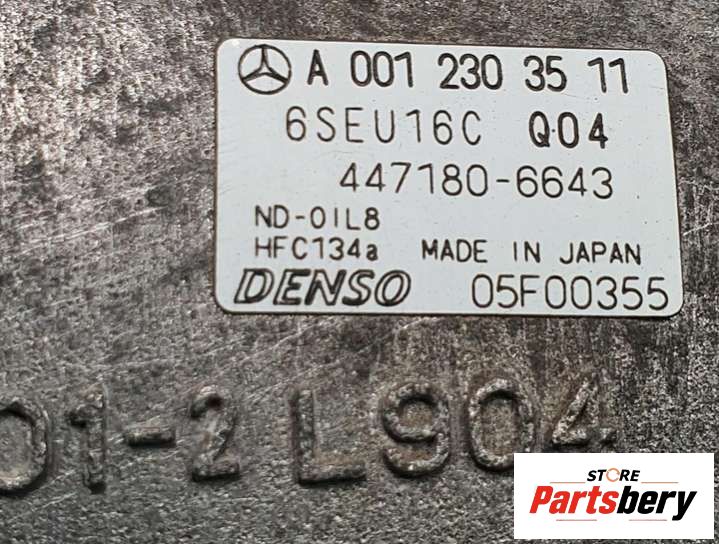 A 001 230 35 11
6SEU16C Q04
447180-6643
ND-OIL8
HFC134a MADE IN JAPAN
DENSO 05F00355
01-2 L904
STORE
Partsbery